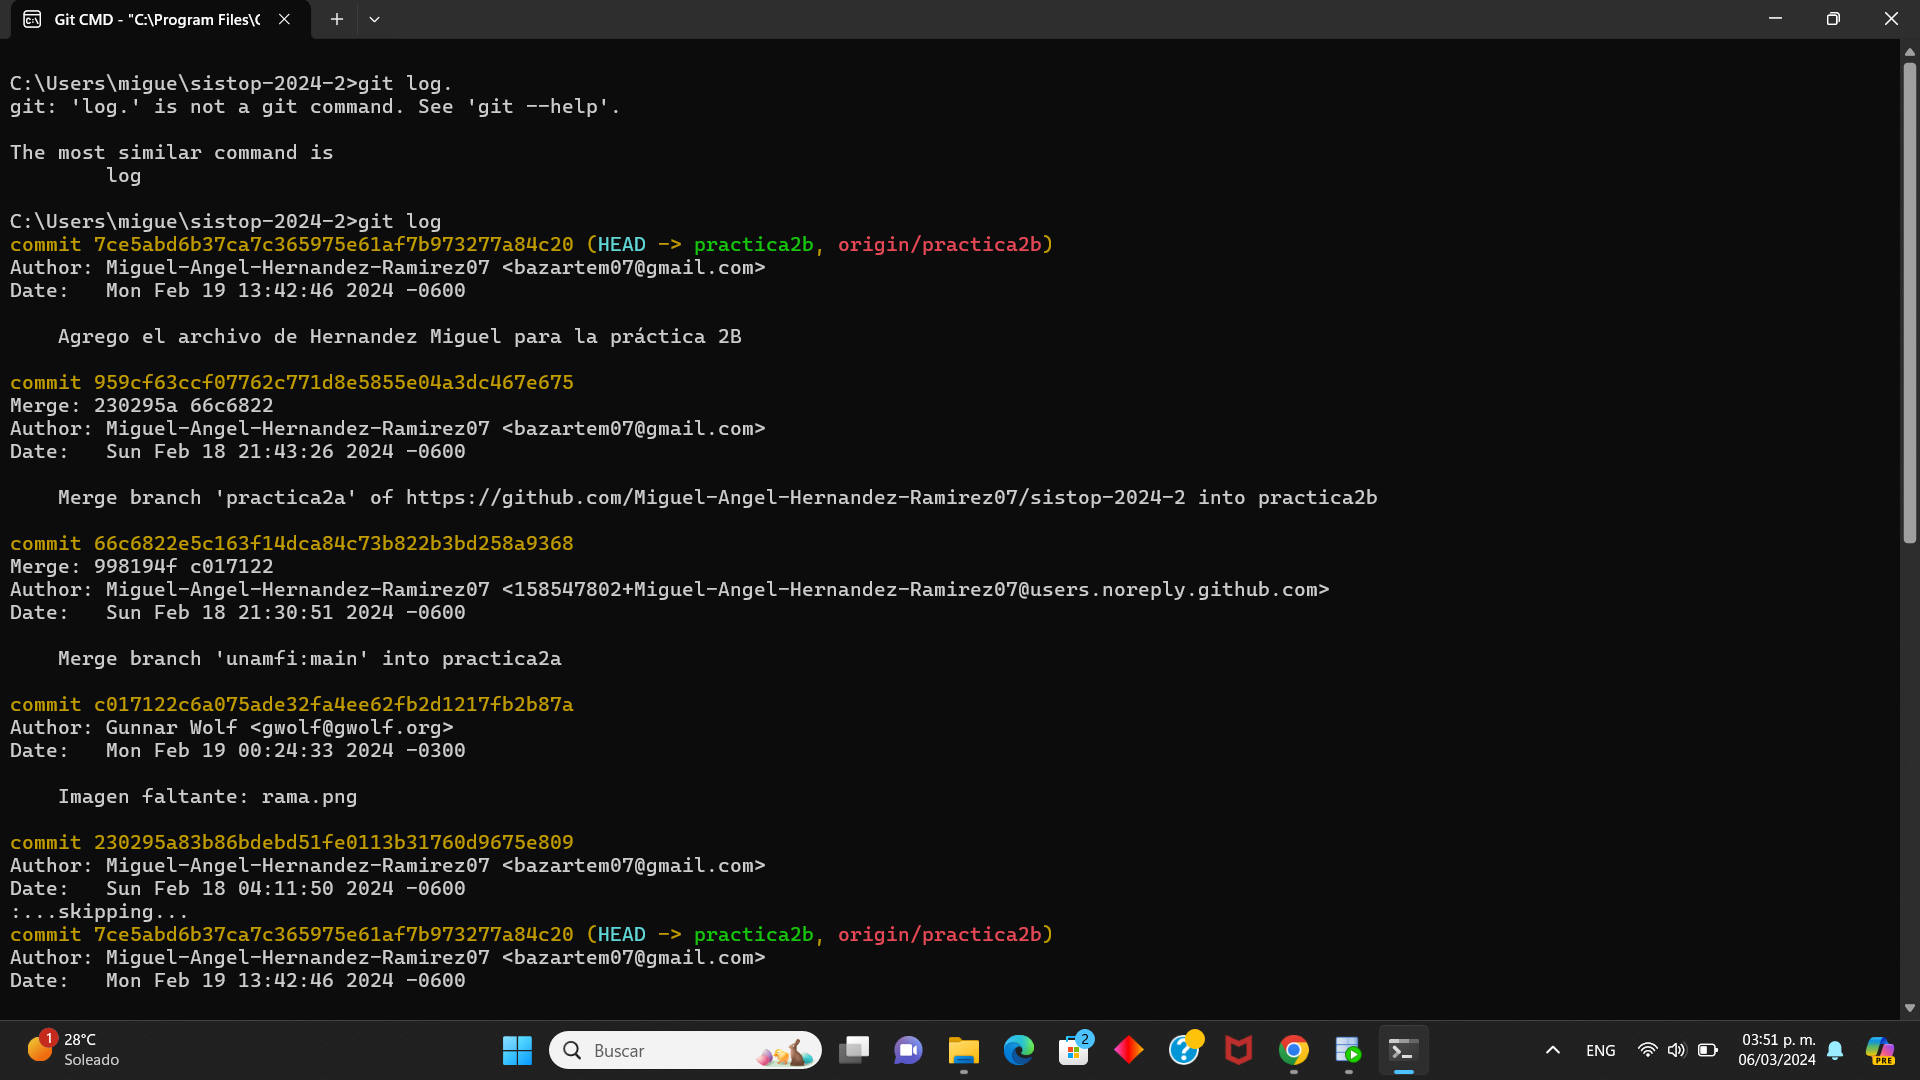 Git CMD - "C:\Program Files\G
C:\Users\migue\sistop-2024-2>git log.
git: 'log.' is not a git command. See 'git --help'.
The most similar command is
log
C:\Users\migue\sistop-2024-2>git log
commit 7ce5abd6b37ca7c365975e61af7b973277a84c20 (HEAD -> practica2b, origin/practica2b)
Author: Miguel-Angel-Hernandez-Ramirez07 <bazartem07@gmail.com>
Date:   Mon Feb 19 13:42:46 2024 -0600
Agrego el archivo de Hernandez Miguel para la práctica 2B
commit 959cf63ccf07762c771d8e5855e04a3dc467e675
Merge: 230295a 66c6822
Author: Miguel-Angel-Hernandez-Ramirez07 <bazartem07@gmail.com>
Date:   Sun Feb 18 21:43:26 2024 -0600
Merge branch 'practica2a' of https://github.com/Miguel-Angel-Hernandez-Ramirez07/sistop-2024-2 into practica2b
commit 66c6822e5c163f14dca84c73b822b3bd258a9368
Merge: 998194f c017122
Author: Miguel-Angel-Hernandez-Ramirez07 <158547802+Miguel-Angel-Hernandez-Ramirez07@users.noreply.github.com>
Date:   Sun Feb 18 21:30:51 2024 -0600
Merge branch 'unamfi:main' into practica2a
commit c017122c6a075ade32fa4ee62fb2d1217fb2b87a
Author: Gunnar Wolf <gwolf@gwolf.org>
Date:   Mon Feb 19 00:24:33 2024 -0300
Imagen faltante: rama.png
commit 230295a83b86bdebd51fe0113b31760d9675e809
Author: Miguel-Angel-Hernandez-Ramirez07 <bazartem07@gmail.com>
Date:   Sun Feb 18 04:11:50 2024 -0600
:...skipping...
commit 7ce5abd6b37ca7c365975e61af7b973277a84c20 (HEAD -> practica2b, origin/practica2b)
Author: Miguel-Angel-Hernandez-Ramirez07 <bazartem07@gmail.com>
Date:   Mon Feb 19 13:42:46 2024 -0600
1
28°C
Soleado
Buscar
2
ENG
03:51 p. m.
06/03/2024
PRE